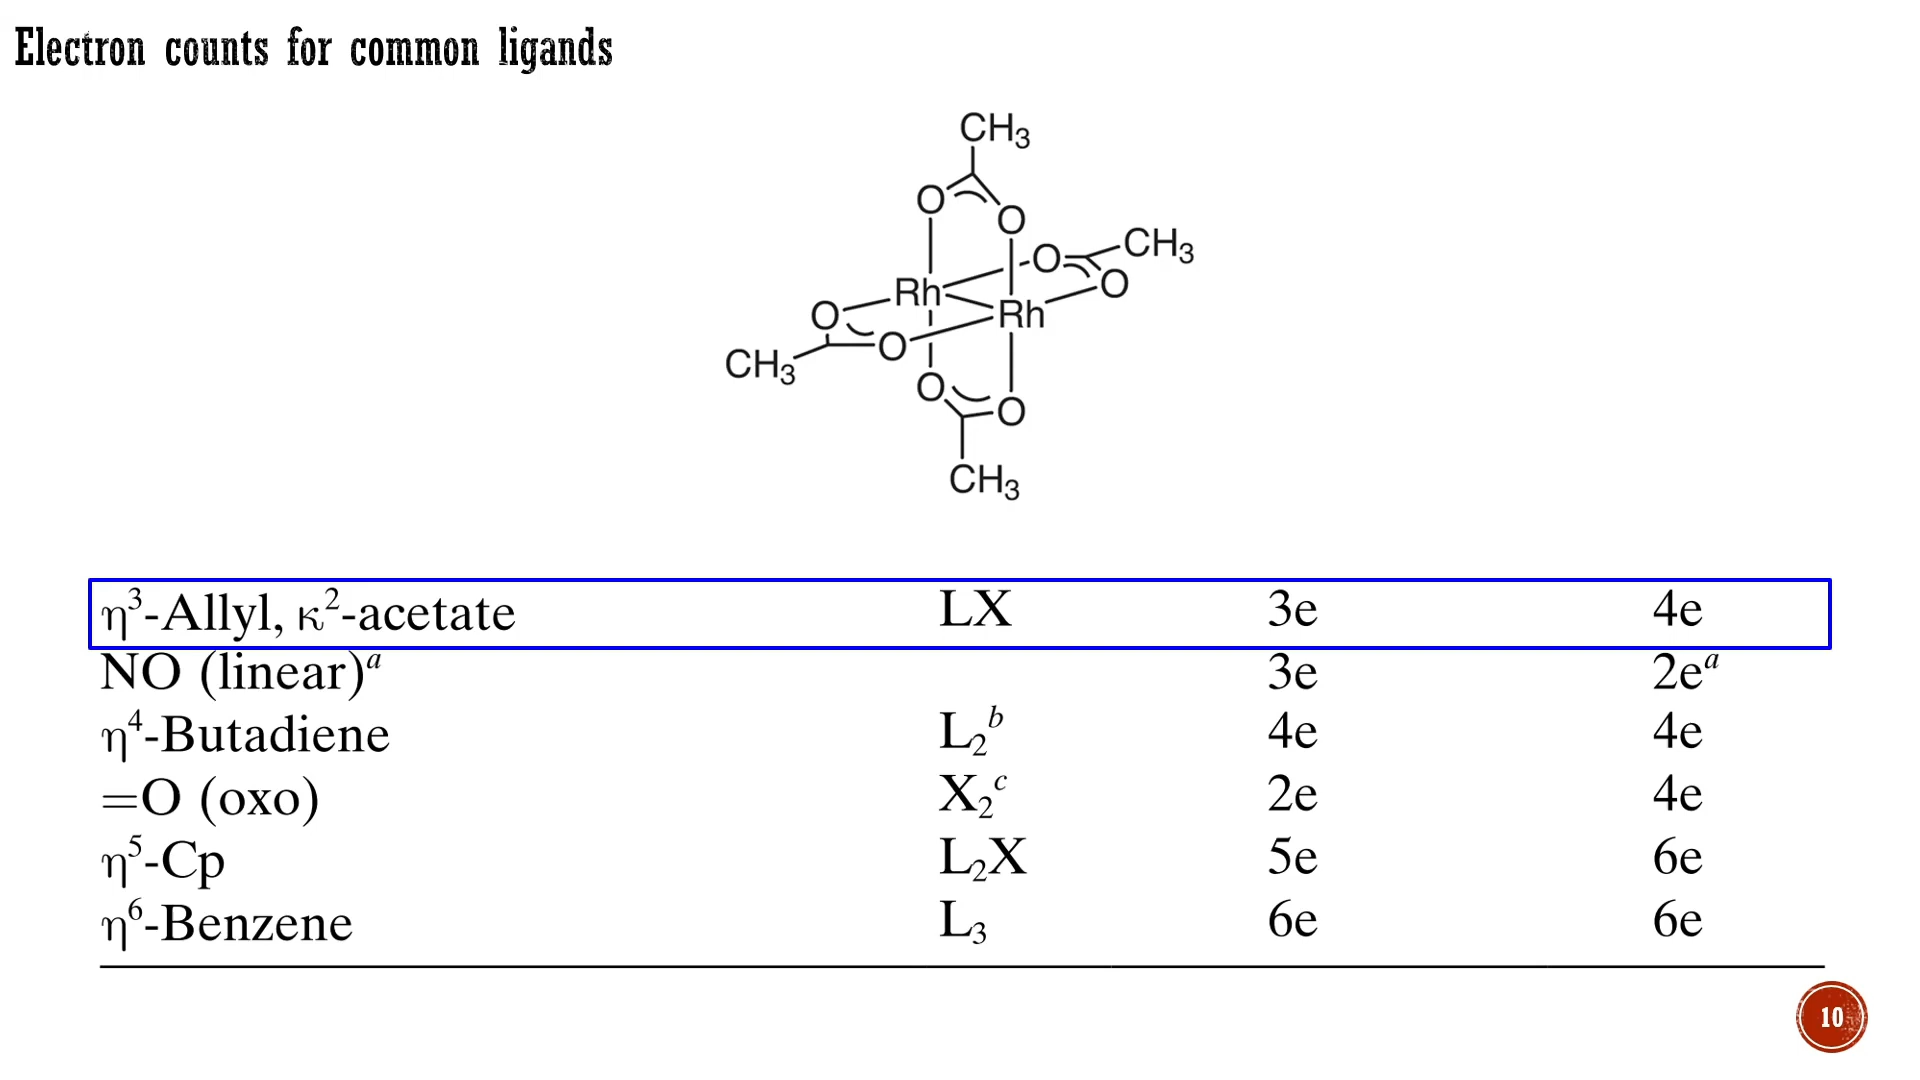 Electron counts for common ligands
CH₃
O
O
O
CH₃
O
Rh
Rh
O
O
CH₃
O
O
CH₃
η³-Allyl, κ²-acetate LX 3e 4e
NO (linear)ᵃ 3e 2eᵃ
η⁴-Butadiene L₂ᵇ 4e 4e
=O (oxo) X₂ᶜ 2e 4e
η⁵-Cp L₂X 5e 6e
η⁶-Benzene L₃ 6e 6e
10